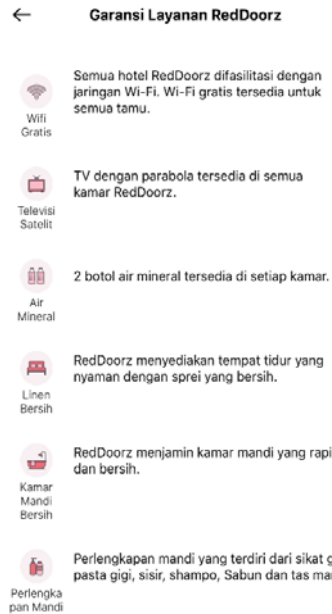 Garansi Layanan RedDoorz
Semua hotel RedDoorz difasilitasi dengan
jaringan Wi-Fi. Wi-Fi gratis tersedia untuk
semua tamu.
Wifi
Gratis
TV dengan parabola tersedia di semua
kamar RedDoorz.
Televisi
Satelit
2 botol air mineral tersedia di setiap kamar.
Air
Mineral
RedDoorz menyediakan tempat tidur yang
nyaman dengan sprei yang bersih.
Linen
Bersih
RedDoorz menjamin kamar mandi yang rapi
dan bersih.
Kamar
Mandi
Bersih
Perlengkapan mandi yang terdiri dari sikat
pasta gigi, sisir, shampo, Sabun dan tas
Perlengka
pan Mandi